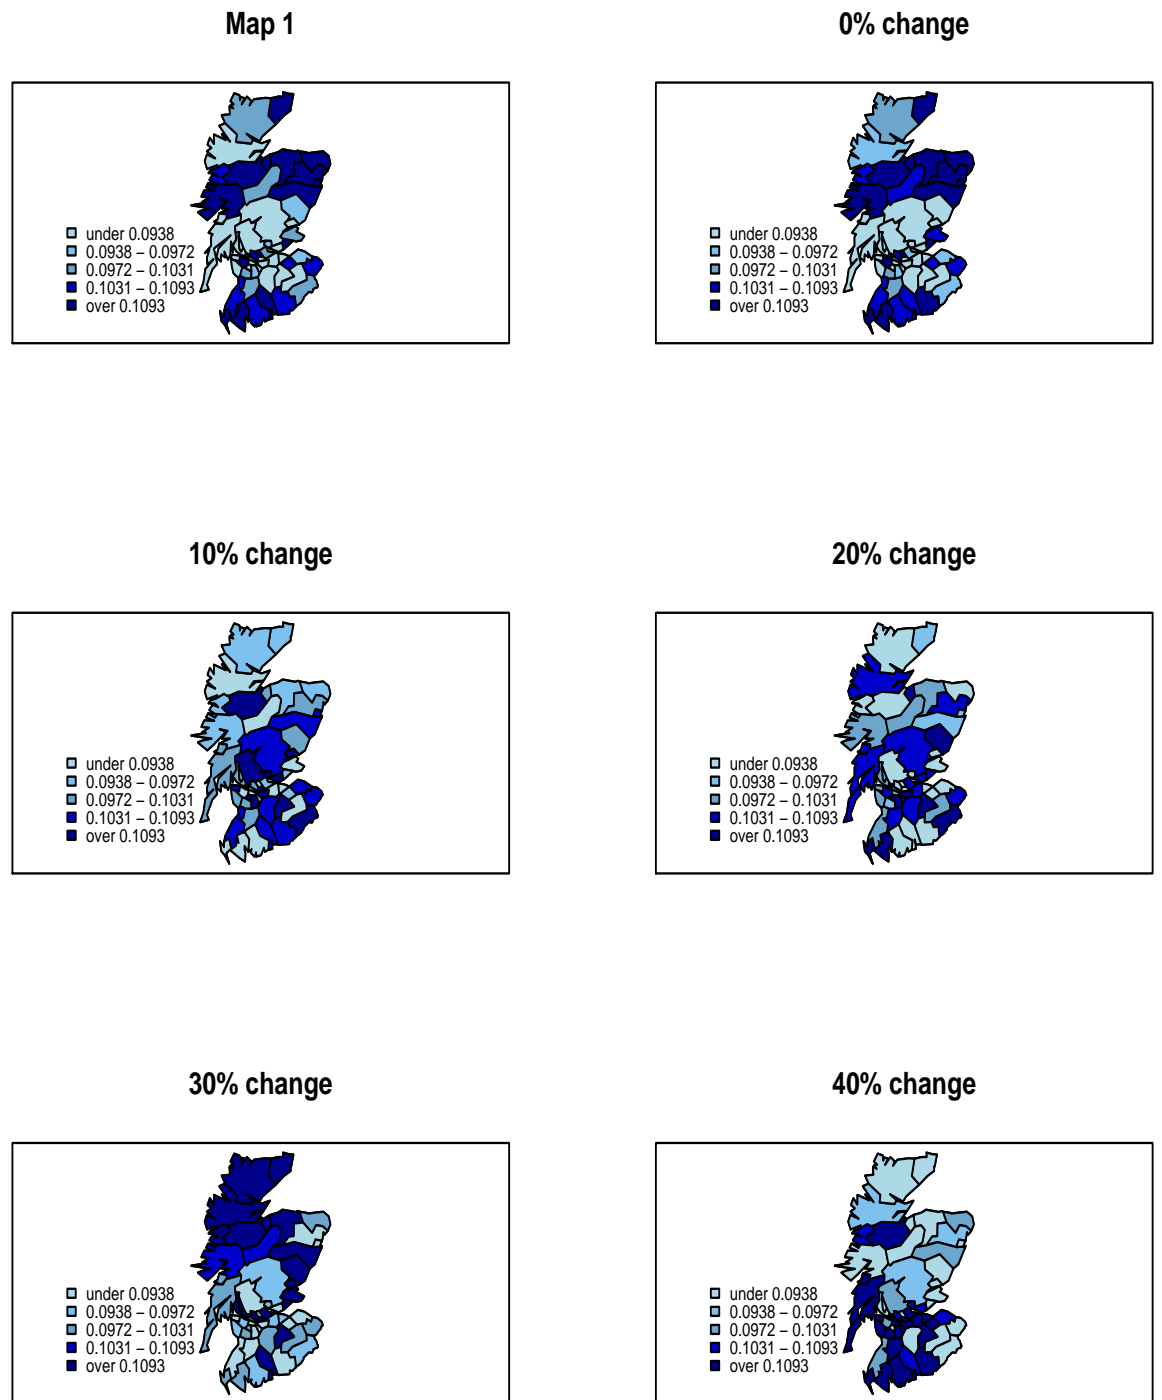 Map 1
under 0.0938
0.0938 – 0.0972
0.0972 – 0.1031
0.1031 – 0.1093
over 0.1093
0% change
under 0.0938
0.0938 – 0.0972
0.0972 – 0.1031
0.1031 – 0.1093
over 0.1093
10% change
under 0.0938
0.0938 – 0.0972
0.0972 – 0.1031
0.1031 – 0.1093
over 0.1093
20% change
under 0.0938
0.0938 – 0.0972
0.0972 – 0.1031
0.1031 – 0.1093
over 0.1093
30% change
under 0.0938
0.0938 – 0.0972
0.0972 – 0.1031
0.1031 – 0.1093
over 0.1093
40% change
under 0.0938
0.0938 – 0.0972
0.0972 – 0.1031
0.1031 – 0.1093
over 0.1093